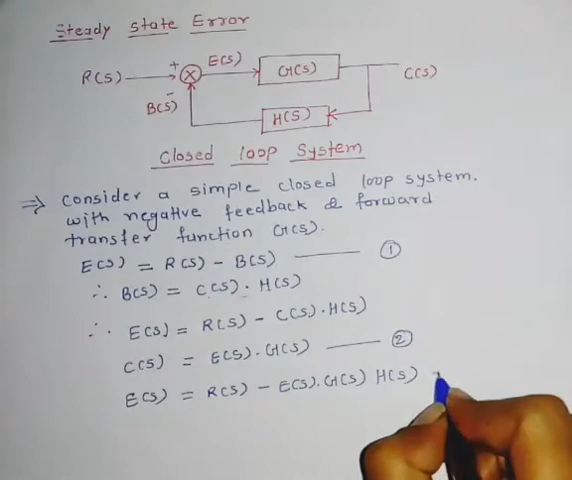 Steady state Error
R(S) + E(S) G(S) C(S)
B(S) - H(S)
Closed loop System
⇒ Consider a simple closed loop system.
with negative feedback & forward
transfer function G(S).
E(S) = R(S) - B(S) —— ①
∴ B(S) = C(S) . H(S)
∴ E(S) = R(S) - C(S) . H(S)
C(S) = E(S) . G(S) —— ②
E(S) = R(S) - E(S) . G(S) H(S)